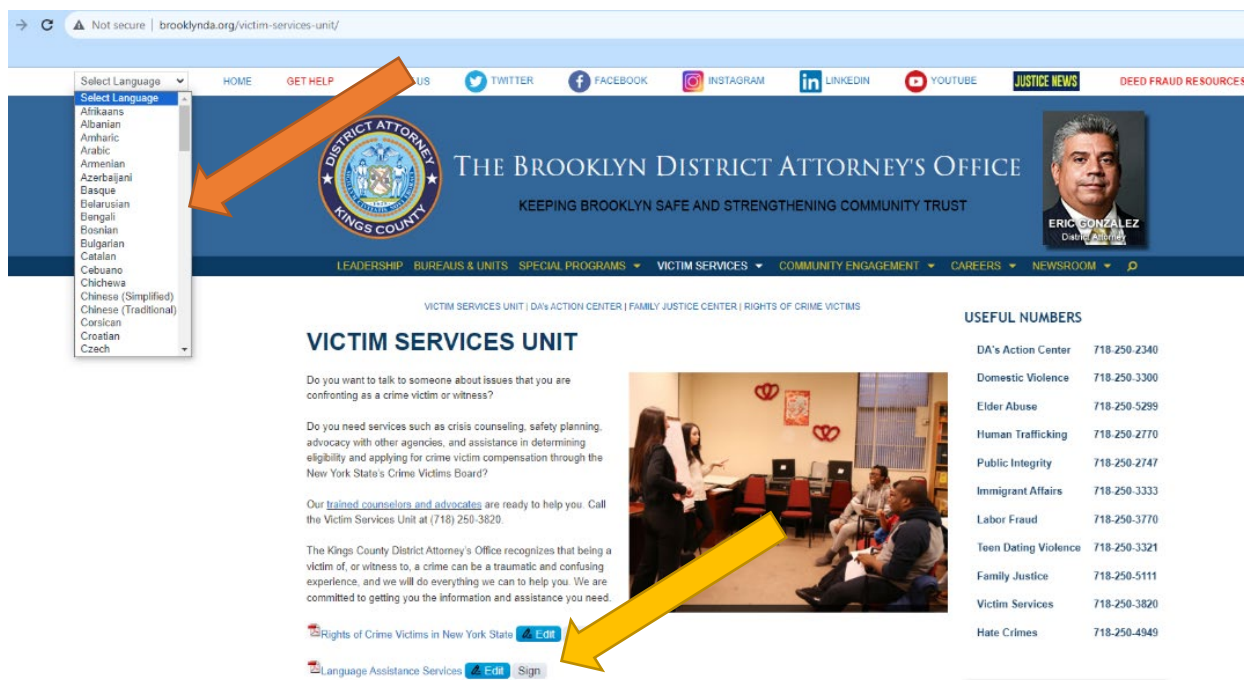 Not secure | brooklynda.org/victim-services-unit/
Select Language
HOME
GET HELP
US
TWITTER
FACEBOOK
INSTAGRAM
in LINKEDIN
YOUTUBE
JUSTICE NEWS
DEED FRAUD RESOURCES
Select Language
Afrikaans
Albanian
Amharic
Arabic
Armenian
Azerbaijani
Basque
Belarusian
Bengali
Bosnian
Bulgarian
Catalan
Cebuano
Chichewa
Chinese (Simplified)
Chinese (Traditional)
Corsican
Croatian
Czech
DISTRICT ATTORNEY
KINGS COUNTY
THE BROOKLYN DISTRICT ATTORNEY'S OFFICE
KEEPING BROOKLYN SAFE AND STRENGTHENING COMMUNITY TRUST
ERIC GONZALEZ
District Attorney
LEADERSHIP BUREAUS & UNITS SPECIAL PROGRAMS VICTIM SERVICES COMMUNITY ENGAGEMENT CAREERS NEWSROOM
VICTIM SERVICES UNIT | DA's ACTION CENTER | FAMILY JUSTICE CENTER | RIGHTS OF CRIME VICTIMS
VICTIM SERVICES UNIT
Do you want to talk to someone about issues that you are
confronting as a crime victim or witness?
Do you need services such as crisis counseling, safety planning,
advocacy with other agencies, and assistance in determining
eligibility and applying for crime victim compensation through the
New York State's Crime Victims Board?
Our trained counselors and advocates are ready to help you. Call
the Victim Services Unit at (718) 250-3820.
The Kings County District Attorney's Office recognizes that being a
victim of, or witness to, a crime can be a traumatic and confusing
experience, and we will do everything we can to help you. We are
committed to getting you the information and assistance you need.
Rights of Crime Victims in New York State Edit
Language Assistance Services Edit Sign
USEFUL NUMBERS
DA's Action Center 718-250-2340
Domestic Violence 718-250-3300
Elder Abuse 718-250-5299
Human Trafficking 718-250-2770
Public Integrity 718-250-2747
Immigrant Affairs 718-250-3333
Labor Fraud 718-250-3770
Teen Dating Violence 718-250-3321
Family Justice 718-250-5111
Victim Services 718-250-3820
Hate Crimes 718-250-4949